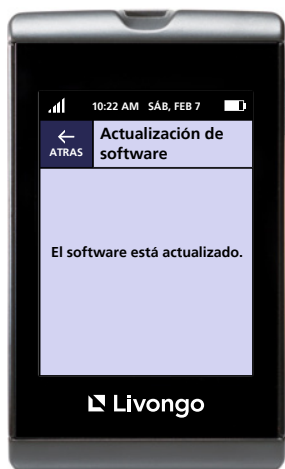 10:22 AM SÁB, FEB 7
ATRAS
Actualización de
software
El software está actualizado.
Livongo